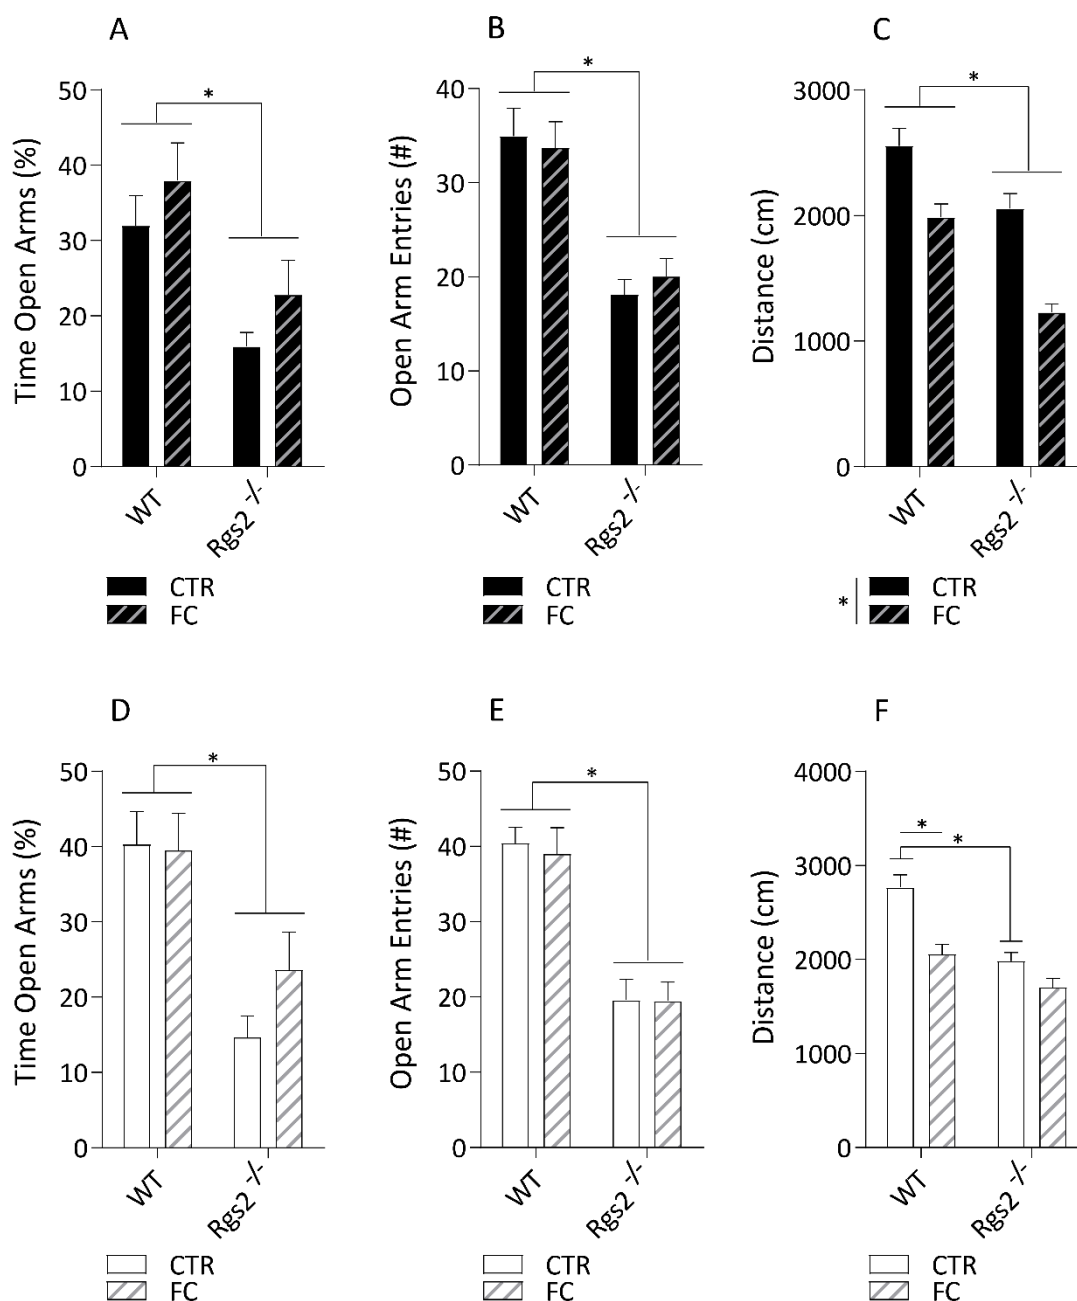 A
B
C
Time Open Arms (%)
50
40
30
20
10
0
*
WT
Rgs2 -/-
CTR
FC
Open Arm Entries (#)
40
30
20
10
0
*
WT
Rgs2 -/-
CTR
FC
Distance (cm)
3000
2000
1000
0
*
WT
Rgs2 -/-
*
CTR
FC
D
E
F
Time Open Arms (%)
50
40
30
20
10
0
*
WT
Rgs2 -/-
CTR
FC
Open Arm Entries (#)
50
40
30
20
10
0
*
WT
Rgs2 -/-
CTR
FC
Distance (cm)
4000
3000
2000
1000
0
*
*
WT
Rgs2 -/-
CTR
FC